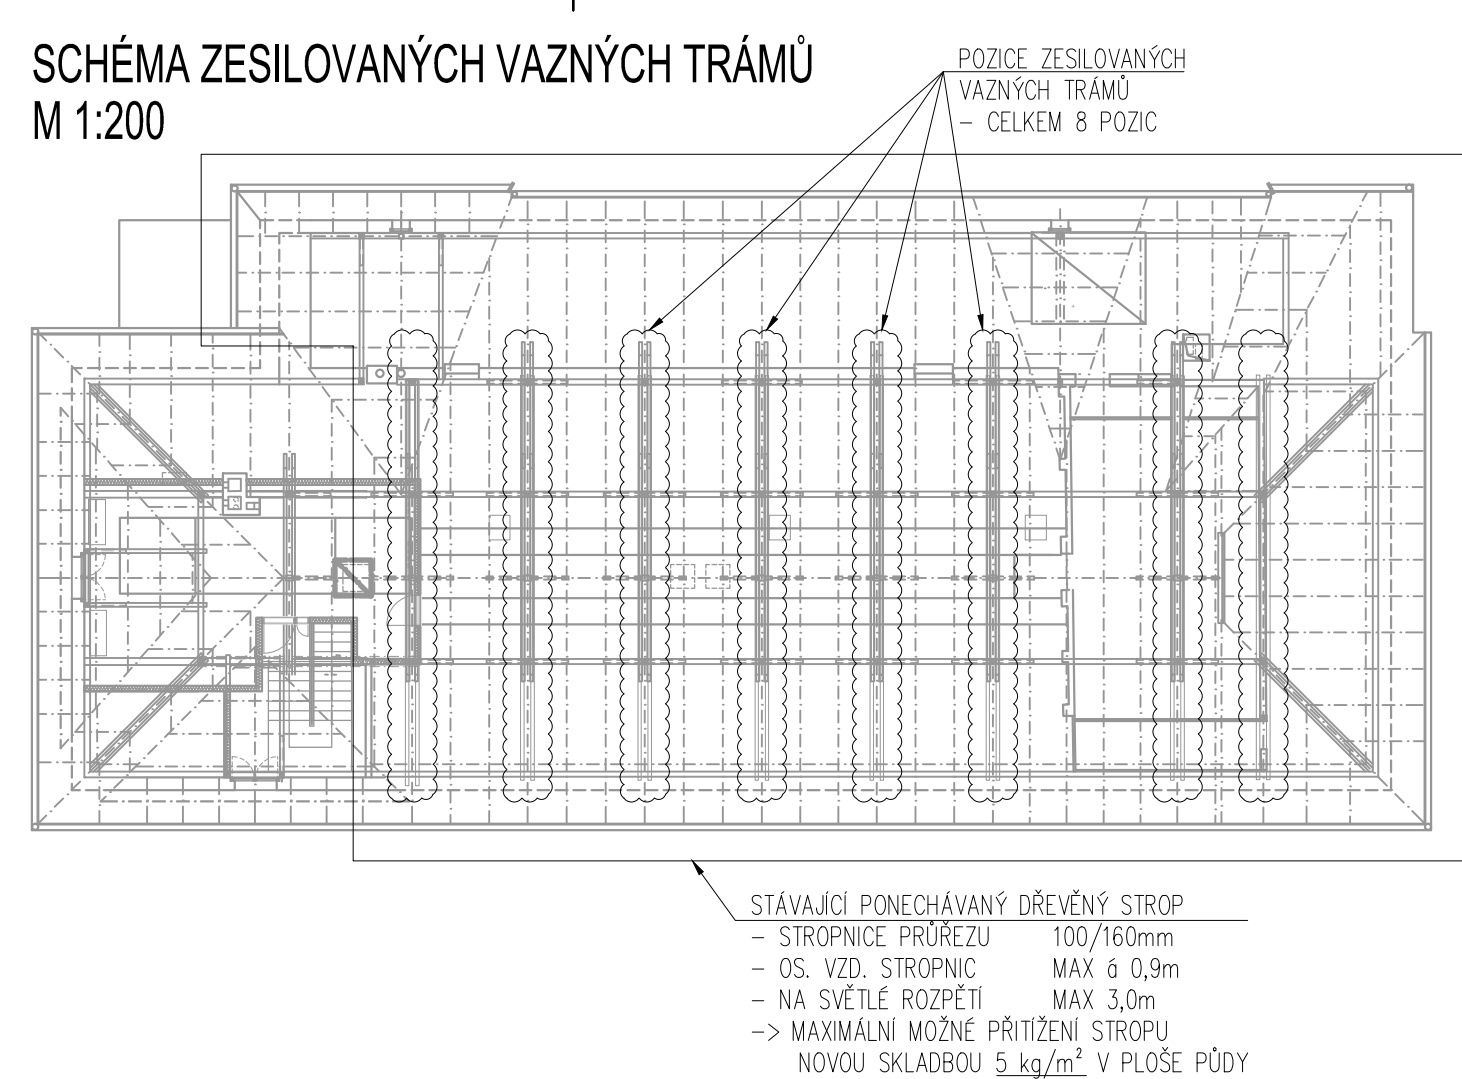 SCHÉMA ZESILOVANÝCH VAZNÝCH TRÁMŮ
M 1:200
POZICE ZESILOVANÝCH
VAZNÝCH TRÁMŮ
- CELKEM 8 POZIC
STÁVAJÍCÍ PONECHÁVANÝ DŘEVĚNÝ STROP
- STROPNICE PRŮŘEZU 100/160mm
- OS. VZD. STROPNIC MAX á 0,9m
- NA SVĚTLÉ ROZPĚTÍ MAX 3,0m
-> MAXIMÁLNÍ MOŽNÉ PŘITÍŽENÍ STROPU
NOVOU SKLADBOU 5 kg/m² V PLOŠE PŮDY